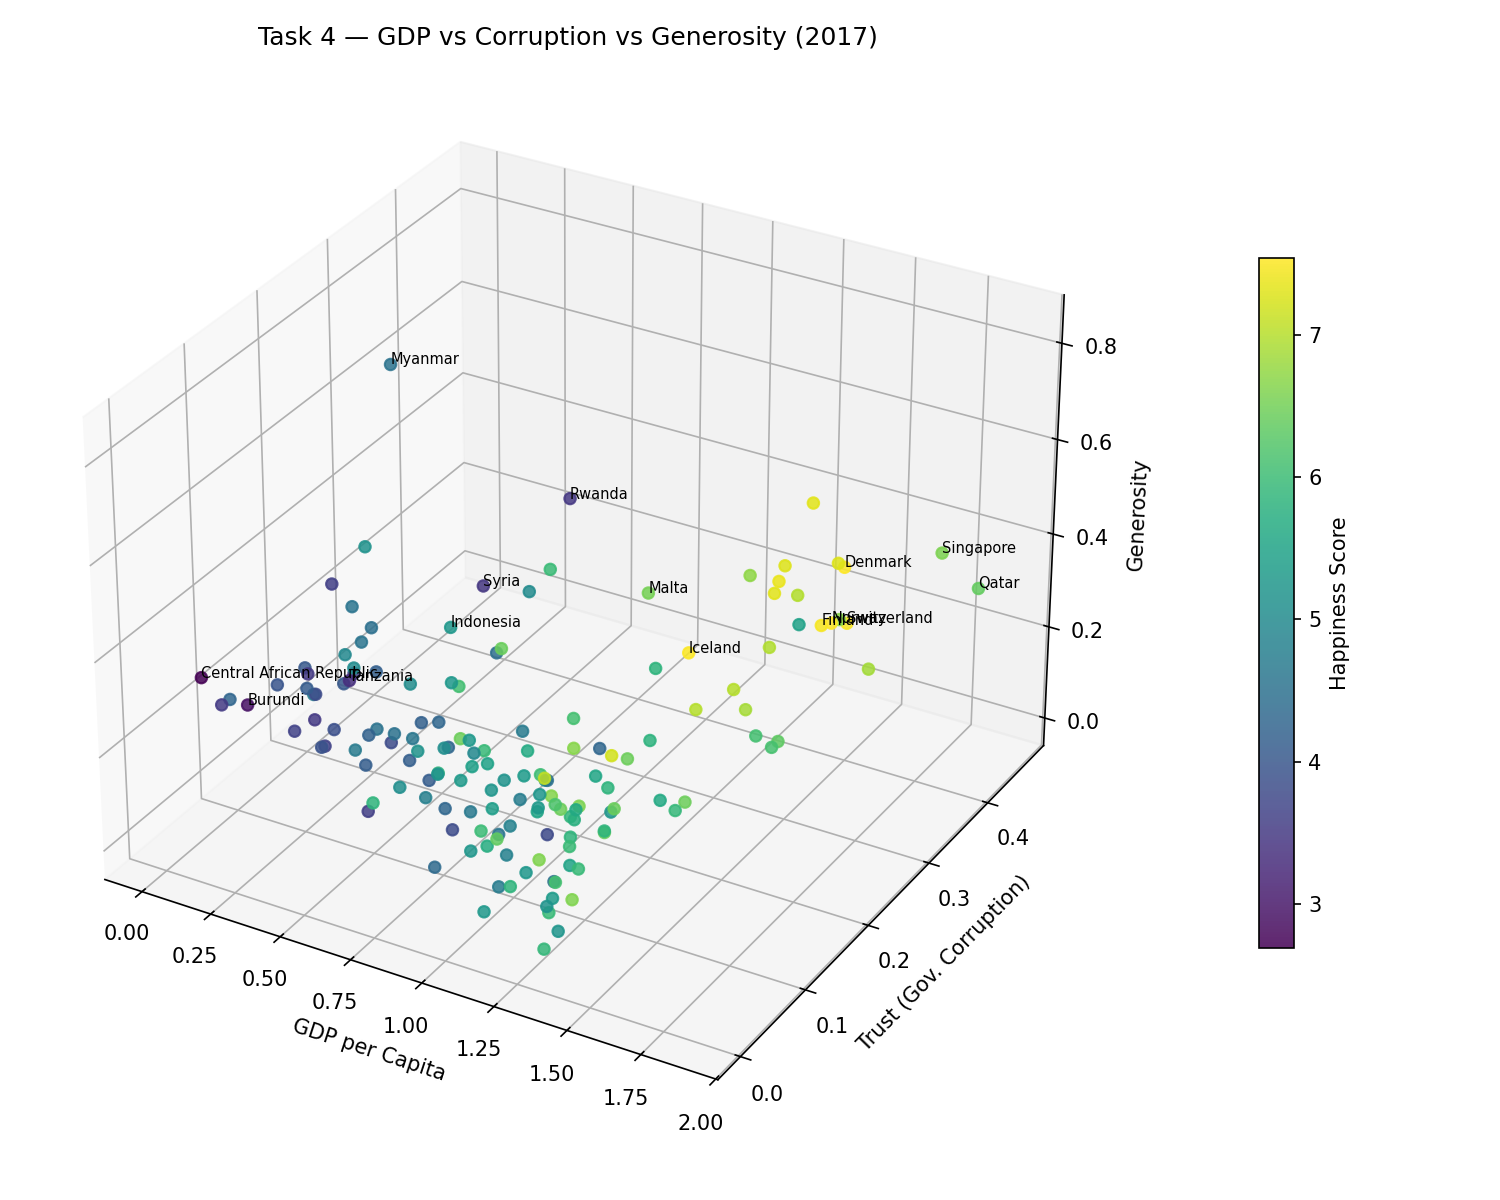 Task 4 — GDP vs Corruption vs Generosity (2017)
Myanmar
Rwanda
Syria
Malta
Indonesia
Denmark
Singapore
Qatar
Finland
Norway
Switzerland
Iceland
Central African Republic
Tanzania
Burundi
0.8
0.6
0.4
0.2
0.0
Generosity
0.4
0.3
0.2
0.1
0.0
Trust (Gov. Corruption)
0.00
0.25
0.50
0.75
1.00
1.25
1.50
1.75
2.00
GDP per Capita
7
6
5
4
3
Happiness Score